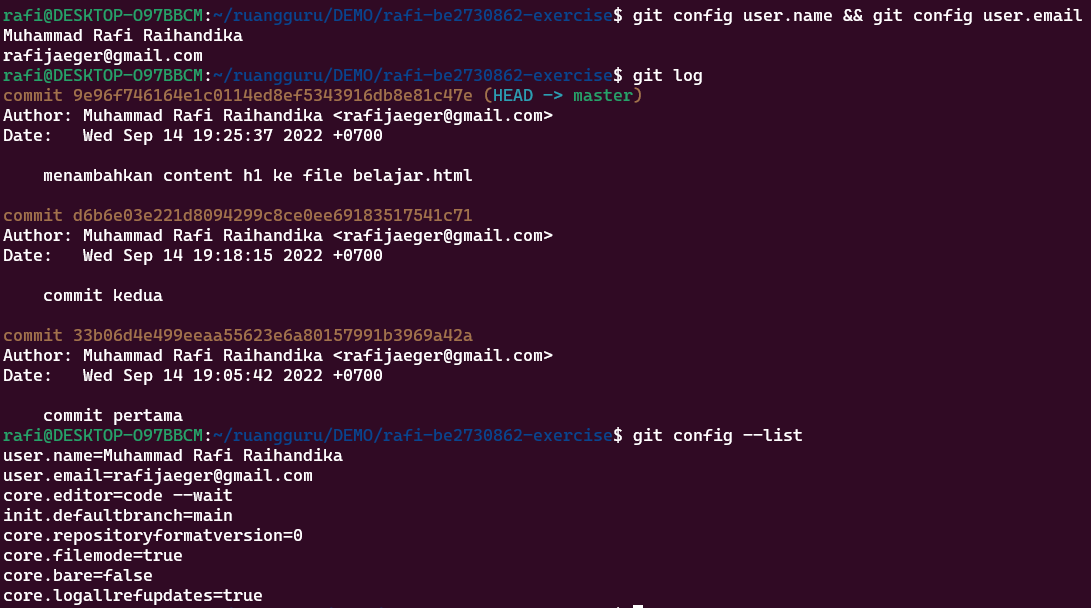 rafi@DESKTOP-O97BBCM:~/ruangguru/DEMO/rafi-be2730862-exercise$ git config user.name && git config user.email
Muhammad Rafi Raihandika
rafijaeger@gmail.com
rafi@DESKTOP-O97BBCM:~/ruangguru/DEMO/rafi-be2730862-exercise$ git log
commit 9e96f746164e1c0114ed8ef5343916db8e81c47e (HEAD -> master)
Author: Muhammad Rafi Raihandika <rafijaeger@gmail.com>
Date:   Wed Sep 14 19:25:37 2022 +0700
    menambahkan content h1 ke file belajar.html
commit d6b6e03e221d8094299c8ce0ee69183517541c71
Author: Muhammad Rafi Raihandika <rafijaeger@gmail.com>
Date:   Wed Sep 14 19:18:15 2022 +0700
    commit kedua
commit 33b06d4e499eeaa55623e6a80157991b3969a42a
Author: Muhammad Rafi Raihandika <rafijaeger@gmail.com>
Date:   Wed Sep 14 19:05:42 2022 +0700
    commit pertama
rafi@DESKTOP-O97BBCM:~/ruangguru/DEMO/rafi-be2730862-exercise$ git config --list
user.name=Muhammad Rafi Raihandika
user.email=rafijaeger@gmail.com
core.editor=code --wait
init.defaultbranch=main
core.repositoryformatversion=0
core.filemode=true
core.bare=false
core.logallrefupdates=true